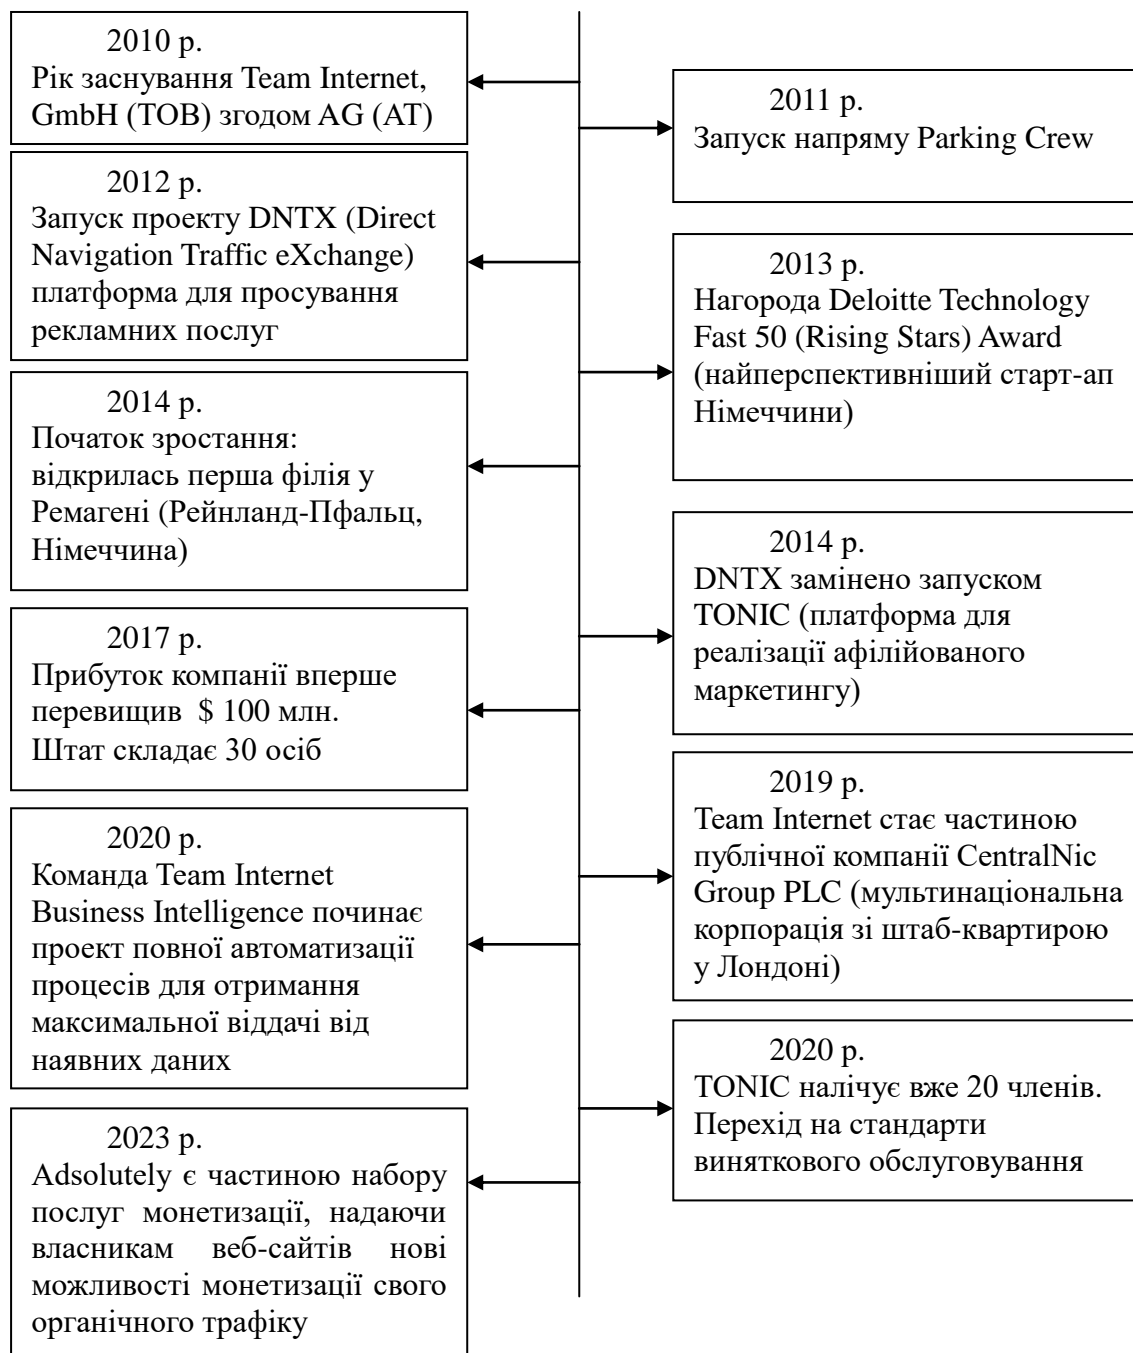 2010 р.
Рік заснування Team Internet,
GmbH (ТОВ) згодом AG (АТ)
2011 р.
Запуск напряму Parking Crew
2012 р.
Запуск проекту DNTX (Direct
Navigation Traffic eXchange)
платформа для просування
рекламних послуг
2013 р.
Нагорода Deloitte Technology
Fast 50 (Rising Stars) Award
(найперспективніший старт-ап
Німеччини)
2014 р.
Початок зростання:
відкрилась перша філія у
Ремагені (Рейнланд-Пфальц,
Німеччина)
2014 р.
DNTX замінено запуском
TONIC (платформа для
реалізації афілійованого
маркетингу)
2017 р.
Прибуток компанії вперше
перевищив $ 100 млн.
Штат складає 30 осіб
2019 р.
Team Internet стає частиною
публічної компанії CentralNic
Group PLC (мультинаціональна
корпорація зі штаб-квартирою
у Лондоні)
2020 р.
Команда Team Internet
Business Intelligence починає
проект повної автоматизації
процесів для отримання
максимальної віддачі від
наявних даних
2020 р.
TONIC налічує вже 20 членів.
Перехід на стандарти
виняткового обслуговування
2023 р.
Adsolutely є частиною набору
послуг монетизації, надаючи
власникам веб-сайтів нові
можливості монетизації свого
органічного трафіку